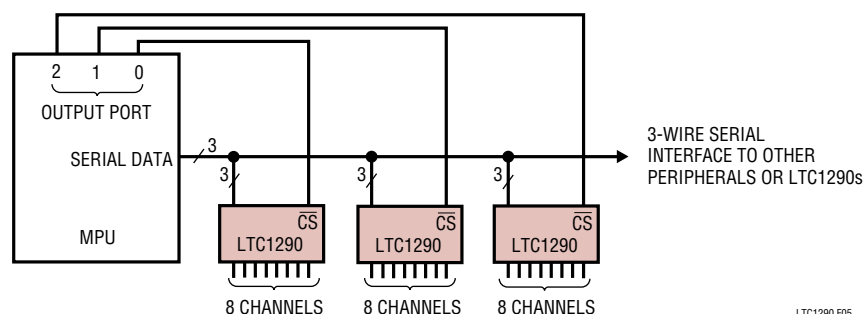 2 1 0
OUTPUT PORT
SERIAL DATA
MPU
3
3
3
3
3-WIRE SERIAL
INTERFACE TO OTHER
PERIPHERALS OR LTC1290s
CS
LTC1290
8 CHANNELS
CS
LTC1290
8 CHANNELS
CS
LTC1290
8 CHANNELS
LTC1290 F05